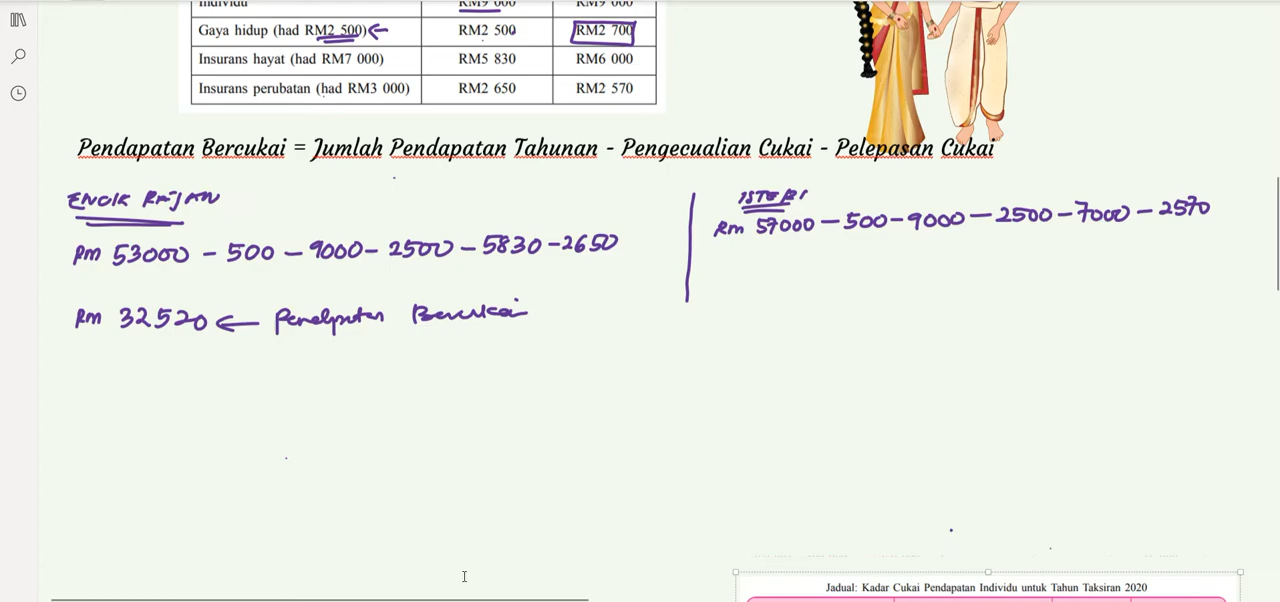 Gaya hidup (had RM2 500) RM2 500 RM2 700
Insurans hayat (had RM7 000) RM5 830 RM6 000
Insurans perubatan (had RM3 000) RM2 650 RM2 570
Pendapatan Bercukai = Jumlah Pendapatan Tahunan - Pengecualian Cukai - Pelepasan Cukai
ENCIK RAJAN
RM 53000 - 500 - 9000 - 2500 - 5830 - 2650
RM 32520 ← Pendapatan Bercukai
ISTERI
RM 57000 - 500 - 9000 - 2500 - 7000 - 2570
Jadual: Kadar Cukai Pendapatan Individu untuk Tahun Taksiran 2020